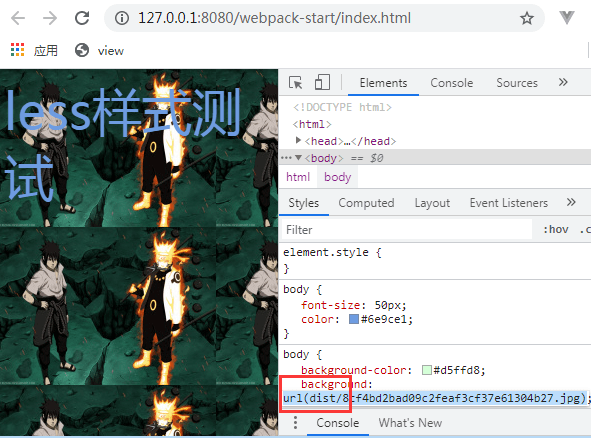 127.0.0.1:8080/webpack-start/index.html
应用 view
less样式测
试
Elements Console Sources »
<!DOCTYPE html>
<html>
<head>…</head>
<body> == $0
html body
Styles Computed Layout Event Listeners »
Filter :hov .c
element.style {
}
body {
font-size: 50px;
color: #6e9ce1;
}
body {
background-color: #d5ffd8;
background:
url(dist/8cf4bd2bad09c2feaf3cf37e61304b27.jpg);
Console What's New